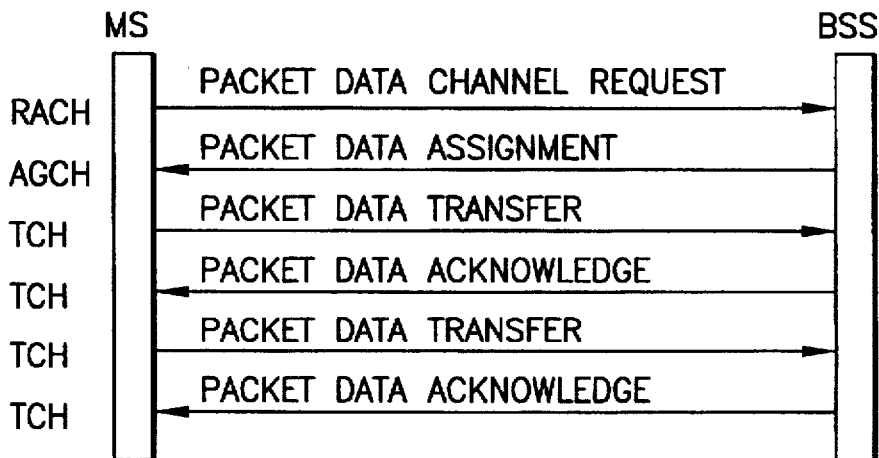 MS BSS
PACKET DATA CHANNEL REQUEST
RACH
PACKET DATA ASSIGNMENT
AGCH
PACKET DATA TRANSFER
TCH
PACKET DATA ACKNOWLEDGE
TCH
PACKET DATA TRANSFER
TCH
PACKET DATA ACKNOWLEDGE
TCH